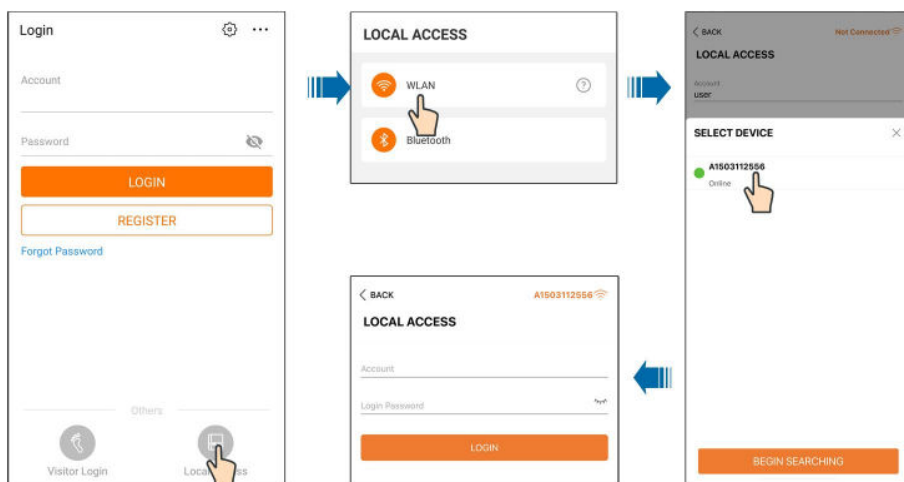 Login
Account
Password
LOGIN
REGISTER
Forgot Password
Others
Visitor Login
LOCAL ACCESS
WLAN
Bluetooth
BACK
Not Connected
LOCAL ACCESS
Account
user
SELECT DEVICE
A1503112556
Online
BEGIN SEARCHING
BACK
A1503112556
LOCAL ACCESS
Account
Login Password
LOGIN